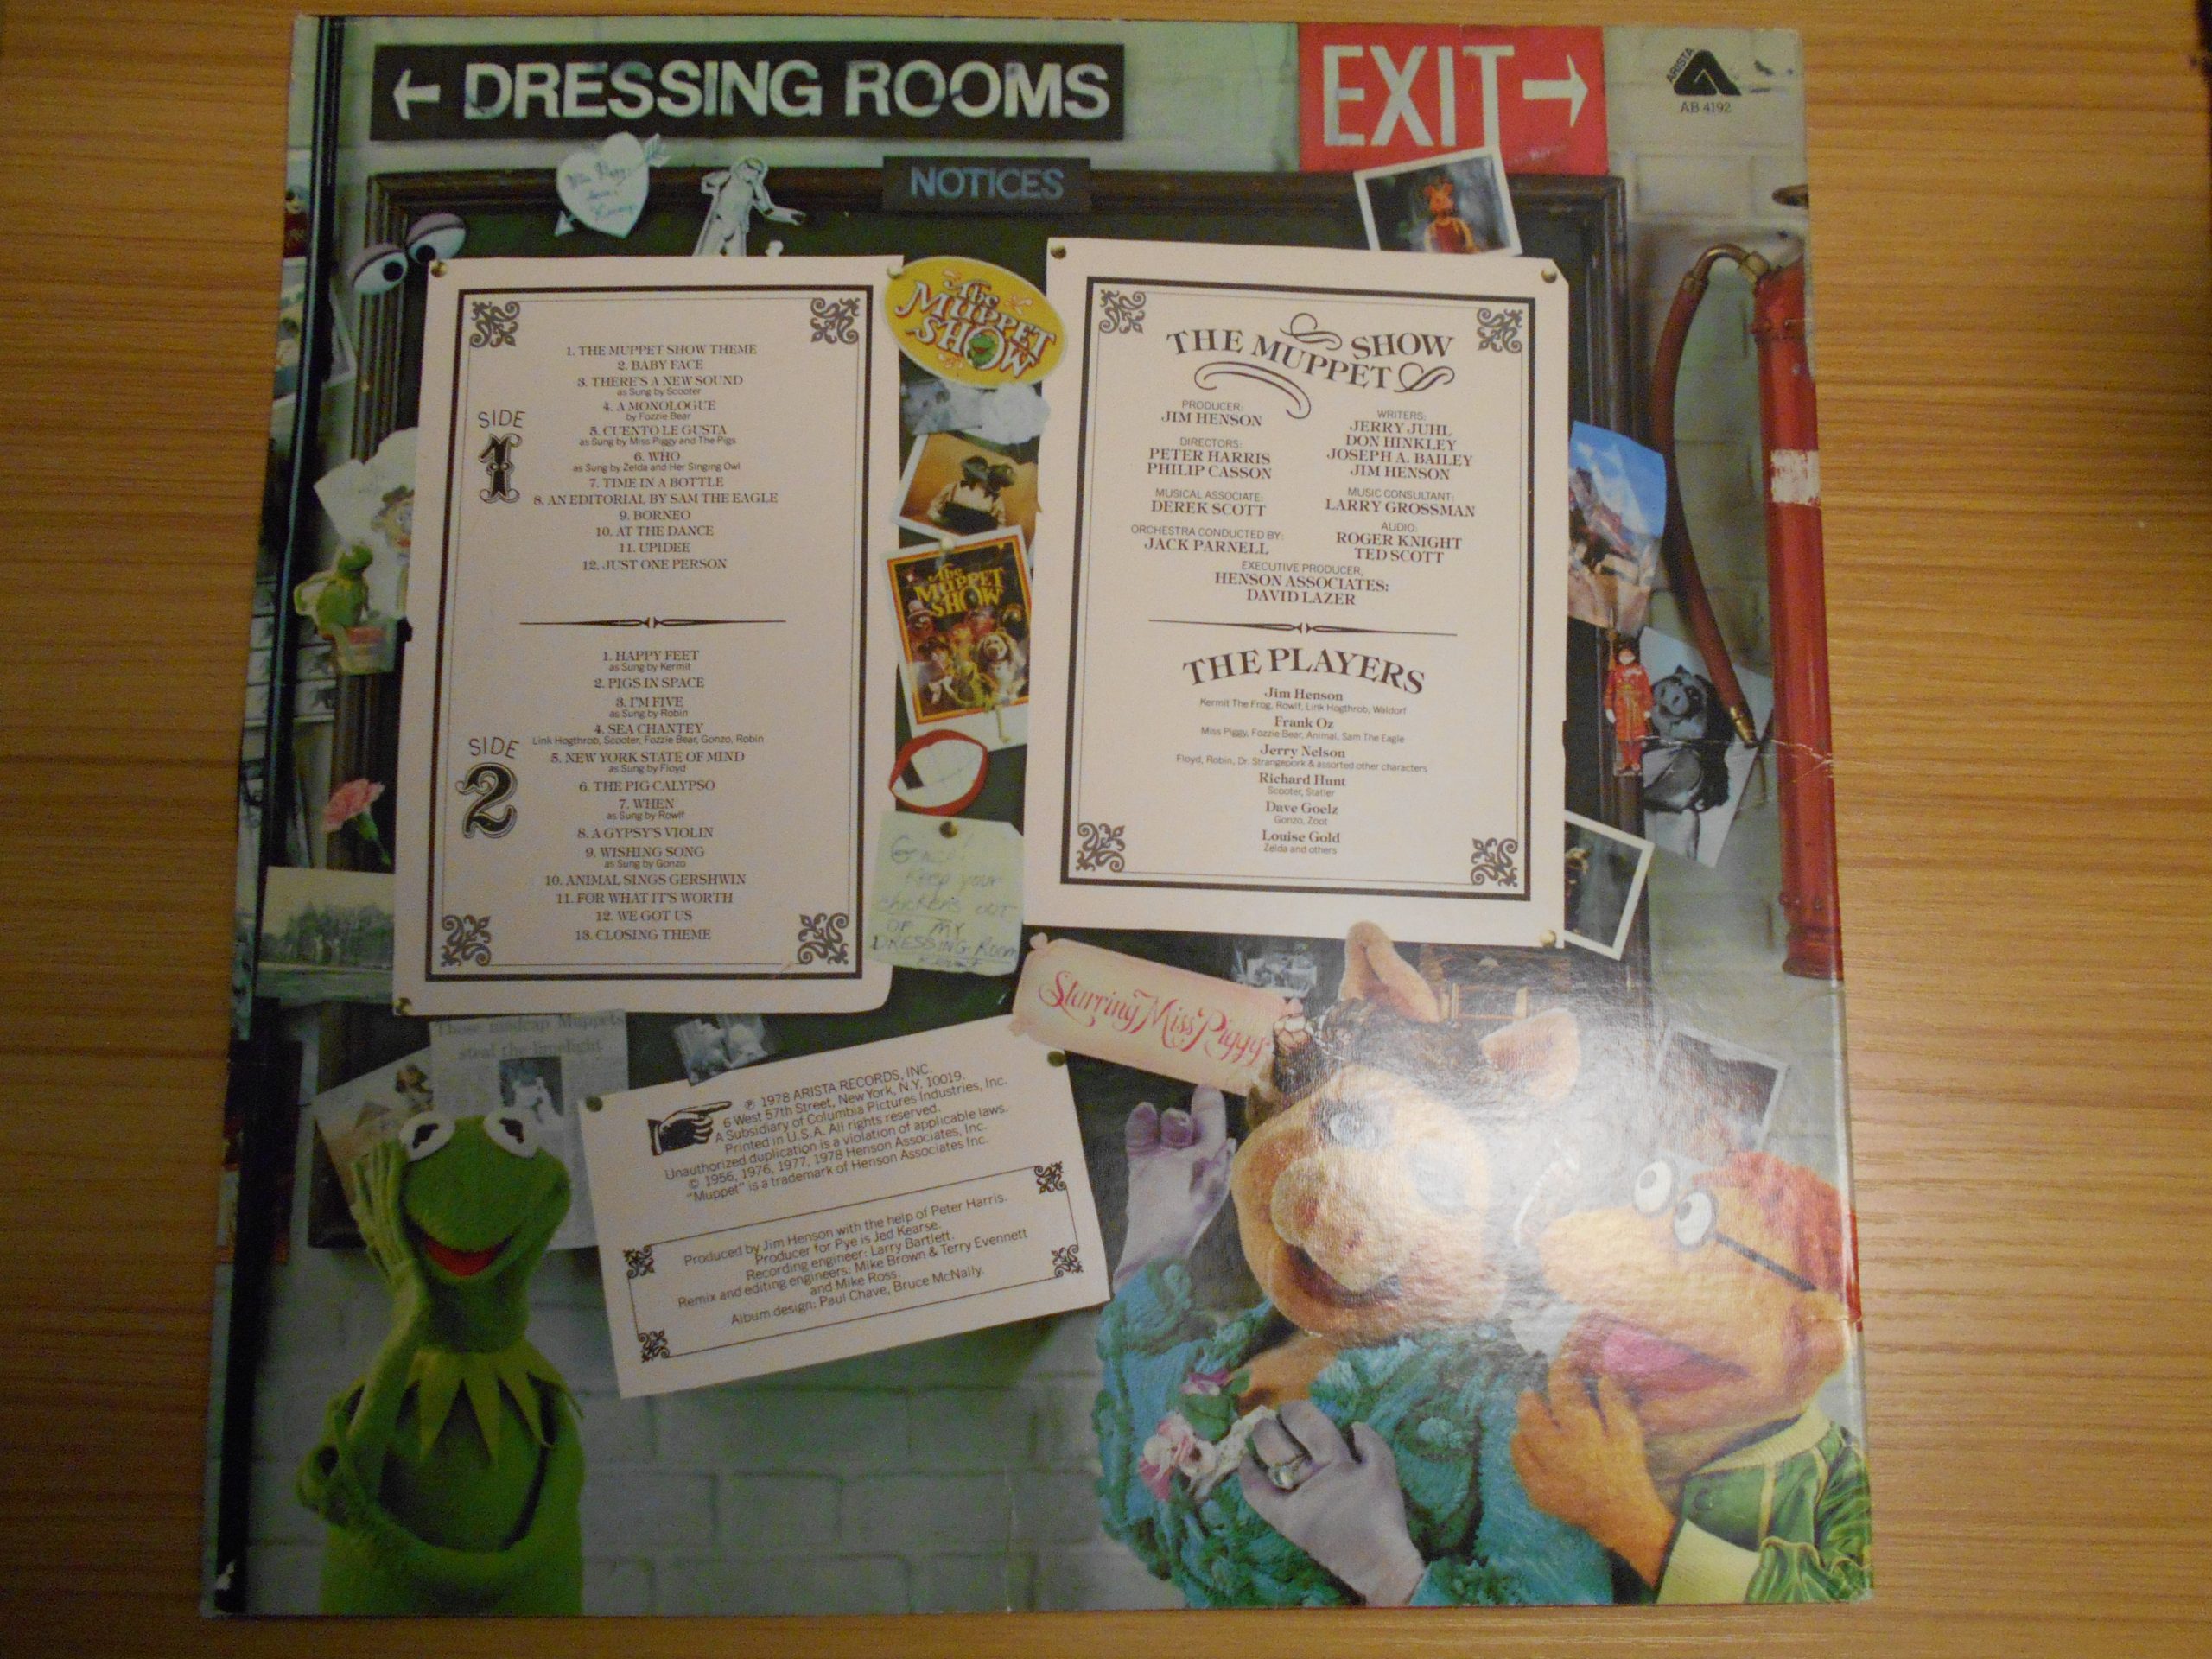 ← DRESSING ROOMS
EXIT →
ARISTA
AB 4192
NOTICES
The
MUPPET
SHOW
SIDE
1
1. THE MUPPET SHOW THEME
2. BABY FACE
3. THERE'S A NEW SOUND
as Sung by Scooter
4. A MONOLOGUE
by Fozzie Bear
5. CUENTO LE GUSTA
as Sung by Miss Piggy and The Pigs
6. WHO
as Sung by Zelda and Her Singing Owl
7. TIME IN A BOTTLE
8. AN EDITORIAL BY SAM THE EAGLE
9. BORNEO
10. AT THE DANCE
11. UPIDEE
12. JUST ONE PERSON
SIDE
2
1. HAPPY FEET
as Sung by Kermit
2. PIGS IN SPACE
3. I'M FIVE
as Sung by Robin
4. SEA CHANTEY
Link Hogthrob, Scooter, Fozzie Bear, Gonzo, Robin
5. NEW YORK STATE OF MIND
as Sung by Floyd
6. THE PIG CALYPSO
7. WHEN
as Sung by Rowlf
8. A GYPSY'S VIOLIN
9. WISHING SONG
as Sung by Gonzo
10. ANIMAL SINGS GERSHWIN
11. FOR WHAT IT'S WORTH
12. WE GOT US
13. CLOSING THEME
The
MUPPET
SHOW
keep your
chickens out
OF MY
DRESSING ROOM
THE MUPPET SHOW
PRODUCER:
JIM HENSON
DIRECTORS:
PETER HARRIS
PHILIP CASSON
MUSICAL ASSOCIATE:
DEREK SCOTT
ORCHESTRA CONDUCTED BY:
JACK PARNELL
WRITERS:
JERRY JUHL
DON HINKLEY
JOSEPH A. BAILEY
JIM HENSON
MUSIC CONSULTANT:
LARRY GROSSMAN
AUDIO:
ROGER KNIGHT
TED SCOTT
EXECUTIVE PRODUCER,
HENSON ASSOCIATES:
DAVID LAZER
THE PLAYERS
Jim Henson
Kermit The Frog, Rowlf, Link Hogthrob, Waldorf
Frank Oz
Miss Piggy, Fozzie Bear, Animal, Sam The Eagle
Jerry Nelson
Floyd, Robin, Dr. Strangepork & assorted other characters
Richard Hunt
Scooter, Statler
Dave Goelz
Gonzo, Zoot
Louise Gold
Zelda and others
Starring Miss Piggy
Those madcap Muppets
steal the limelight
℗ 1978 ARISTA RECORDS, INC.
6 West 57th Street, New York, N.Y. 10019.
A Subsidiary of Columbia Pictures Industries, Inc.
Printed in U.S.A. All rights reserved.
Unauthorized duplication is a violation of applicable laws.
© 1956, 1976, 1977, 1978 Henson Associates, Inc.
"Muppet" is a trademark of Henson Associates Inc.
Produced by Jim Henson with the help of Peter Harris.
Producer for Pye is Jed Kearse.
Recording engineer: Larry Bartlett.
Remix and editing engineers: Mike Brown & Terry Evennett
and Mike Ross.
Album design: Paul Chave, Bruce McNally.